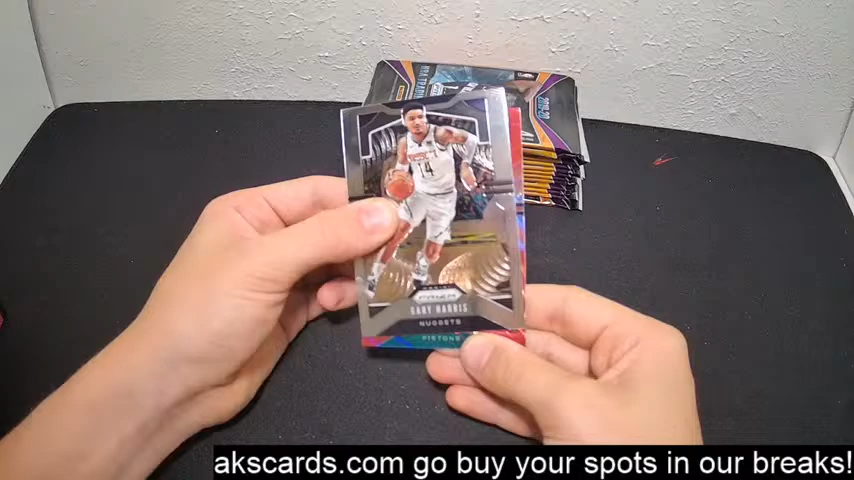 14
PRIZM
GARY HARRIS
NUGGETS
PISTONS
akscards.com go buy your spots in our breaks!